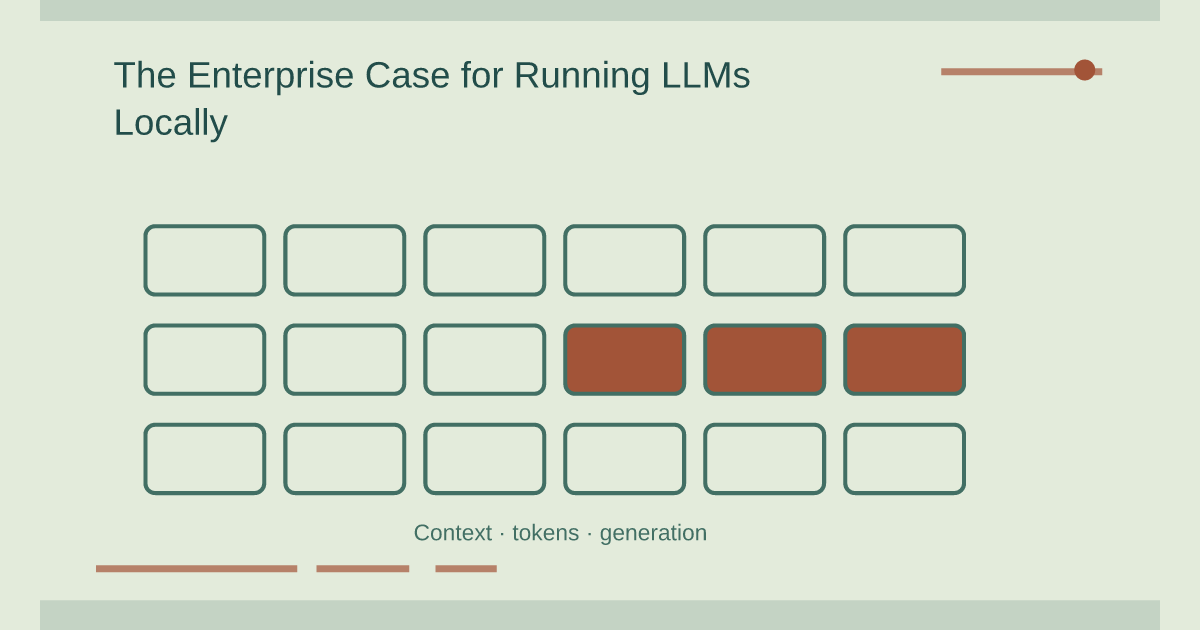 The Enterprise Case for Running LLMs
Locally
Context · tokens · generation